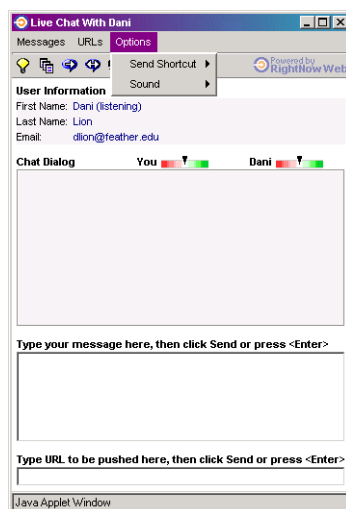 Live Chat With Dani
Messages URLs Options
Send Shortcut
Sound
Powered by
RightNow Web
User Information
First Name: Dani (listening)
Last Name: Lion
Email: dlion@feather.edu
Chat Dialog You Dani
Type your message here, then click Send or press <Enter>
Type URL to be pushed here, then click Send or press <Enter>
Java Applet Window